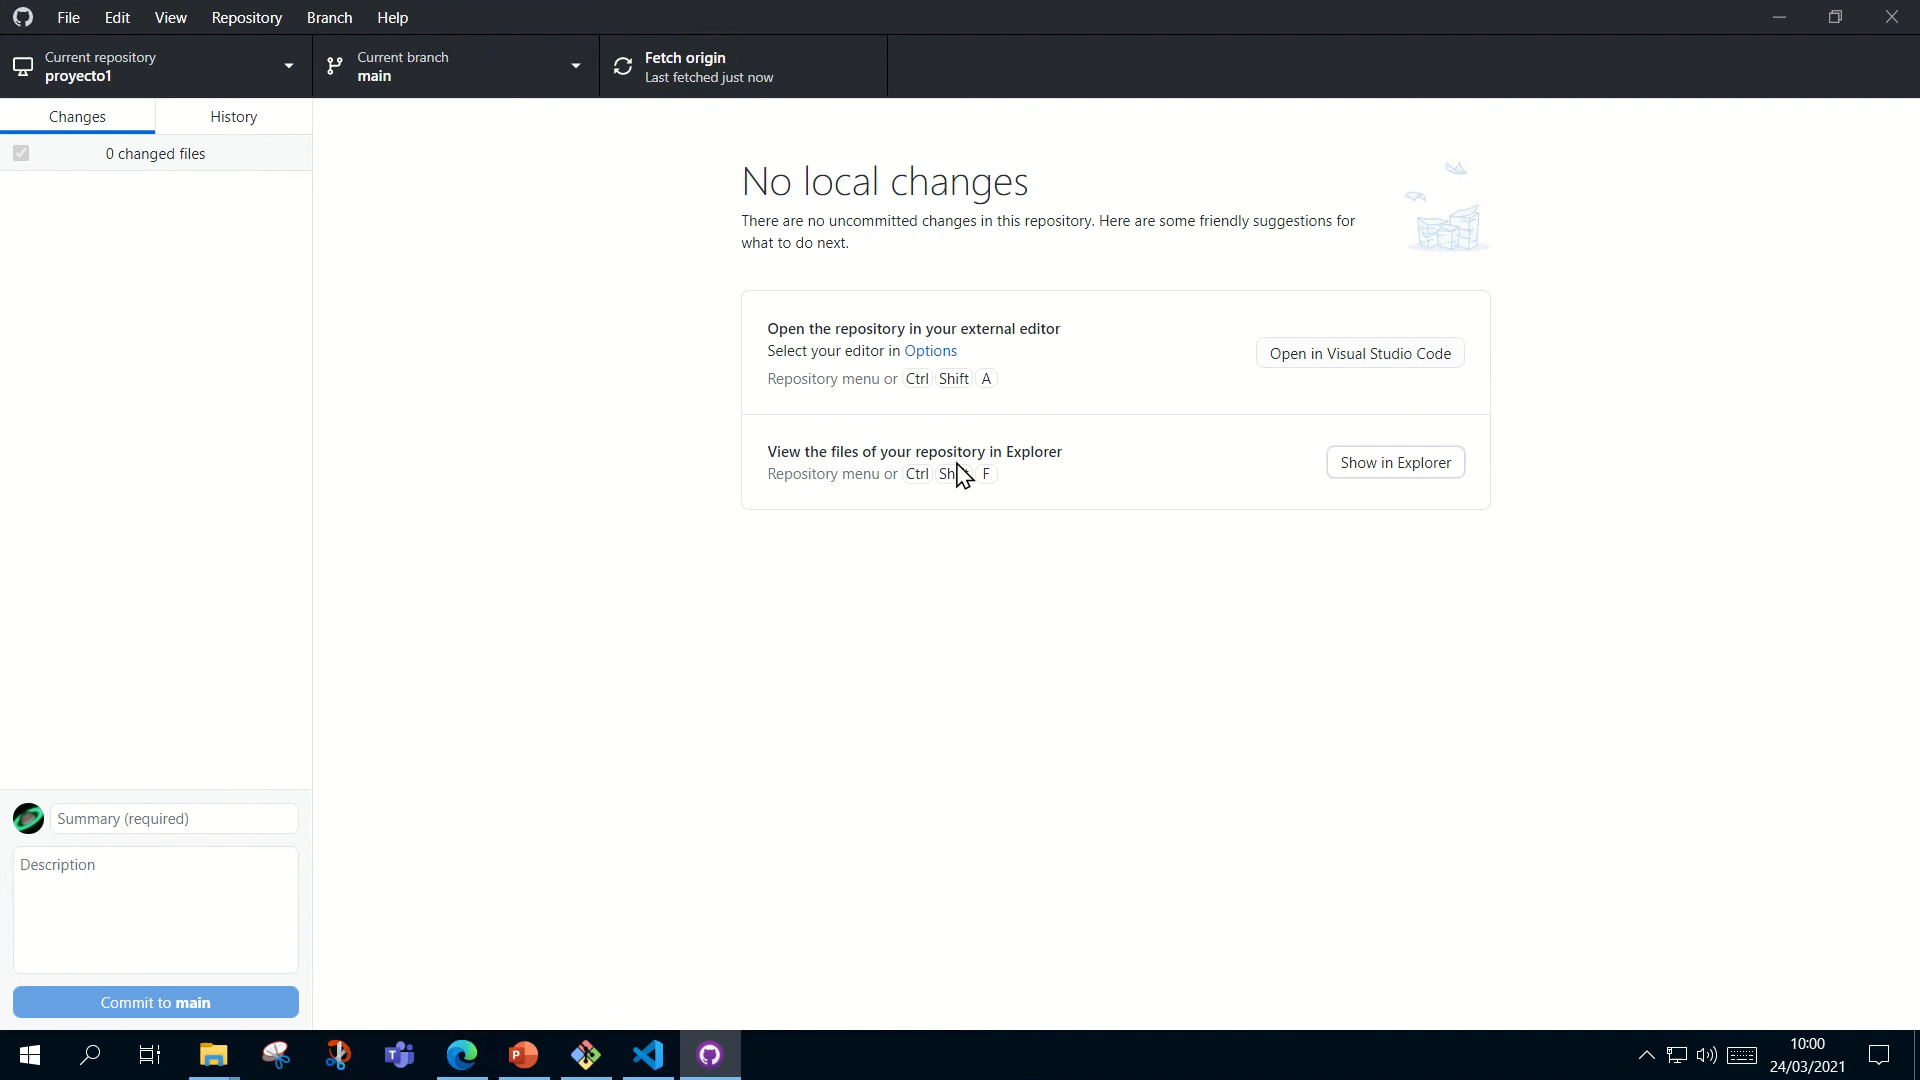 File Edit View Repository Branch Help
Current repository
proyecto1
Current branch
main
Fetch origin
Last fetched just now
Changes History
0 changed files
No local changes
There are no uncommitted changes in this repository. Here are some friendly suggestions for
what to do next.
Open the repository in your external editor
Select your editor in Options
Repository menu or Ctrl Shift A
Open in Visual Studio Code
View the files of your repository in Explorer
Repository menu or Ctrl F
Show in Explorer
Summary (required)
Description
Commit to main
10:00
24/03/2021